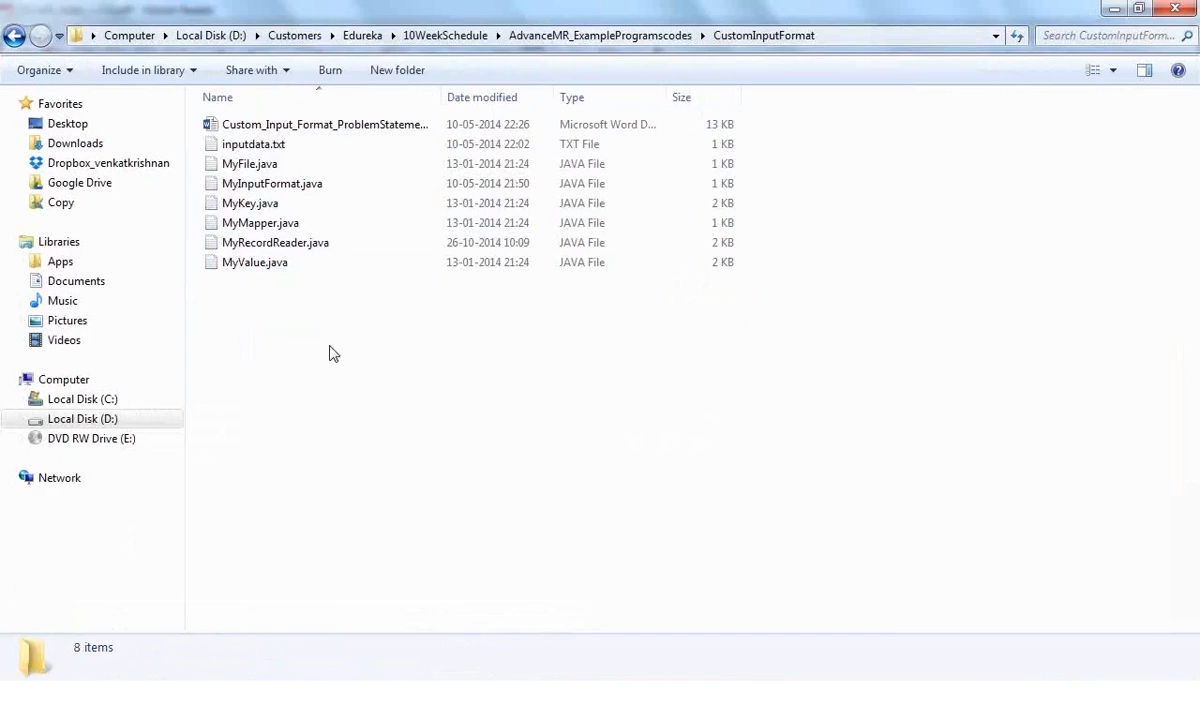 Computer Local Disk (D:) Customers Edureka 10WeekSchedule AdvanceMR_ExampleProgramscodes CustomInputFormat Search CustomInputForm...
Organize Include in library Share with Burn New folder
Favorites
Desktop
Downloads
Dropbox_venkatkrishnan
Google Drive
Copy
Libraries
Apps
Documents
Music
Pictures
Videos
Computer
Local Disk (C:)
Local Disk (D:)
DVD RW Drive (E:)
Network
Name Date modified Type Size
Custom_Input_Format_ProblemStateme... 10-05-2014 22:26 Microsoft Word D... 13 KB
inputdata.txt 10-05-2014 22:02 TXT File 1 KB
MyFile.java 13-01-2014 21:24 JAVA File 1 KB
MyInputFormat.java 10-05-2014 21:50 JAVA File 1 KB
MyKey.java 13-01-2014 21:24 JAVA File 2 KB
MyMapper.java 13-01-2014 21:24 JAVA File 1 KB
MyRecordReader.java 26-10-2014 10:09 JAVA File 2 KB
MyValue.java 13-01-2014 21:24 JAVA File 2 KB
8 items